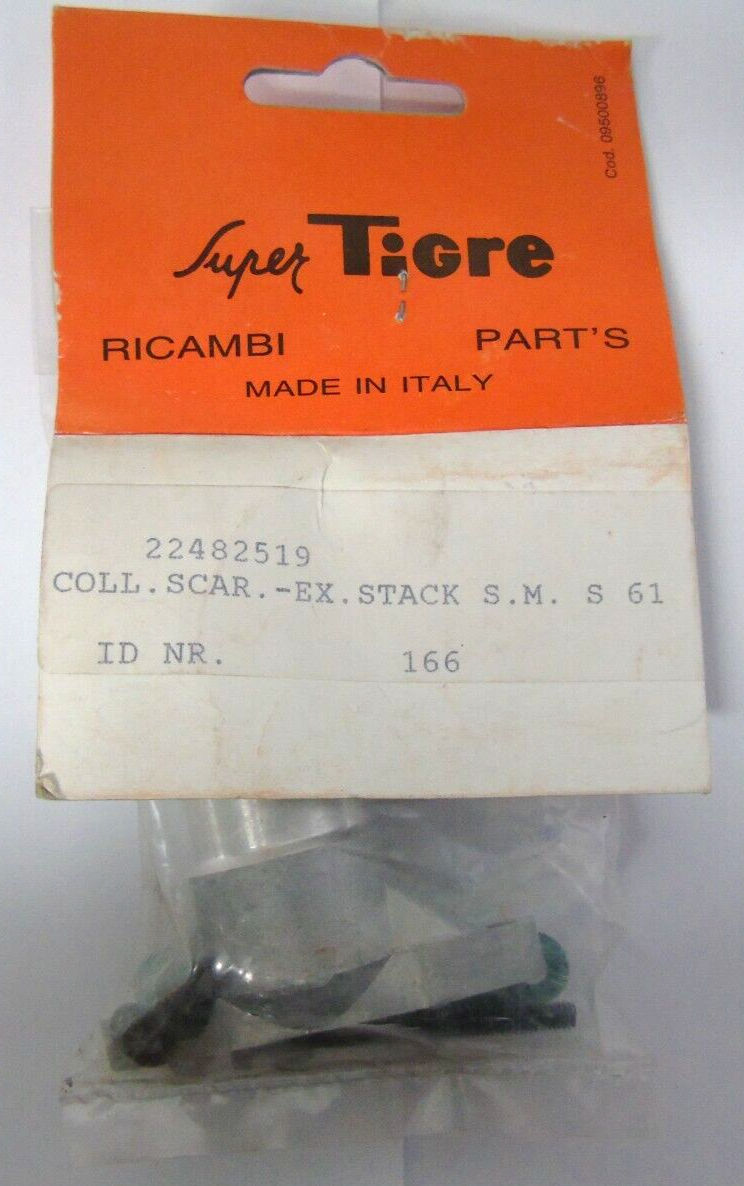 Cod. 09500896
Super Tigre
RICAMBI PART'S
MADE IN ITALY
22482519
COLL.SCAR.-EX.STACK S.M. S 61
ID NR. 166